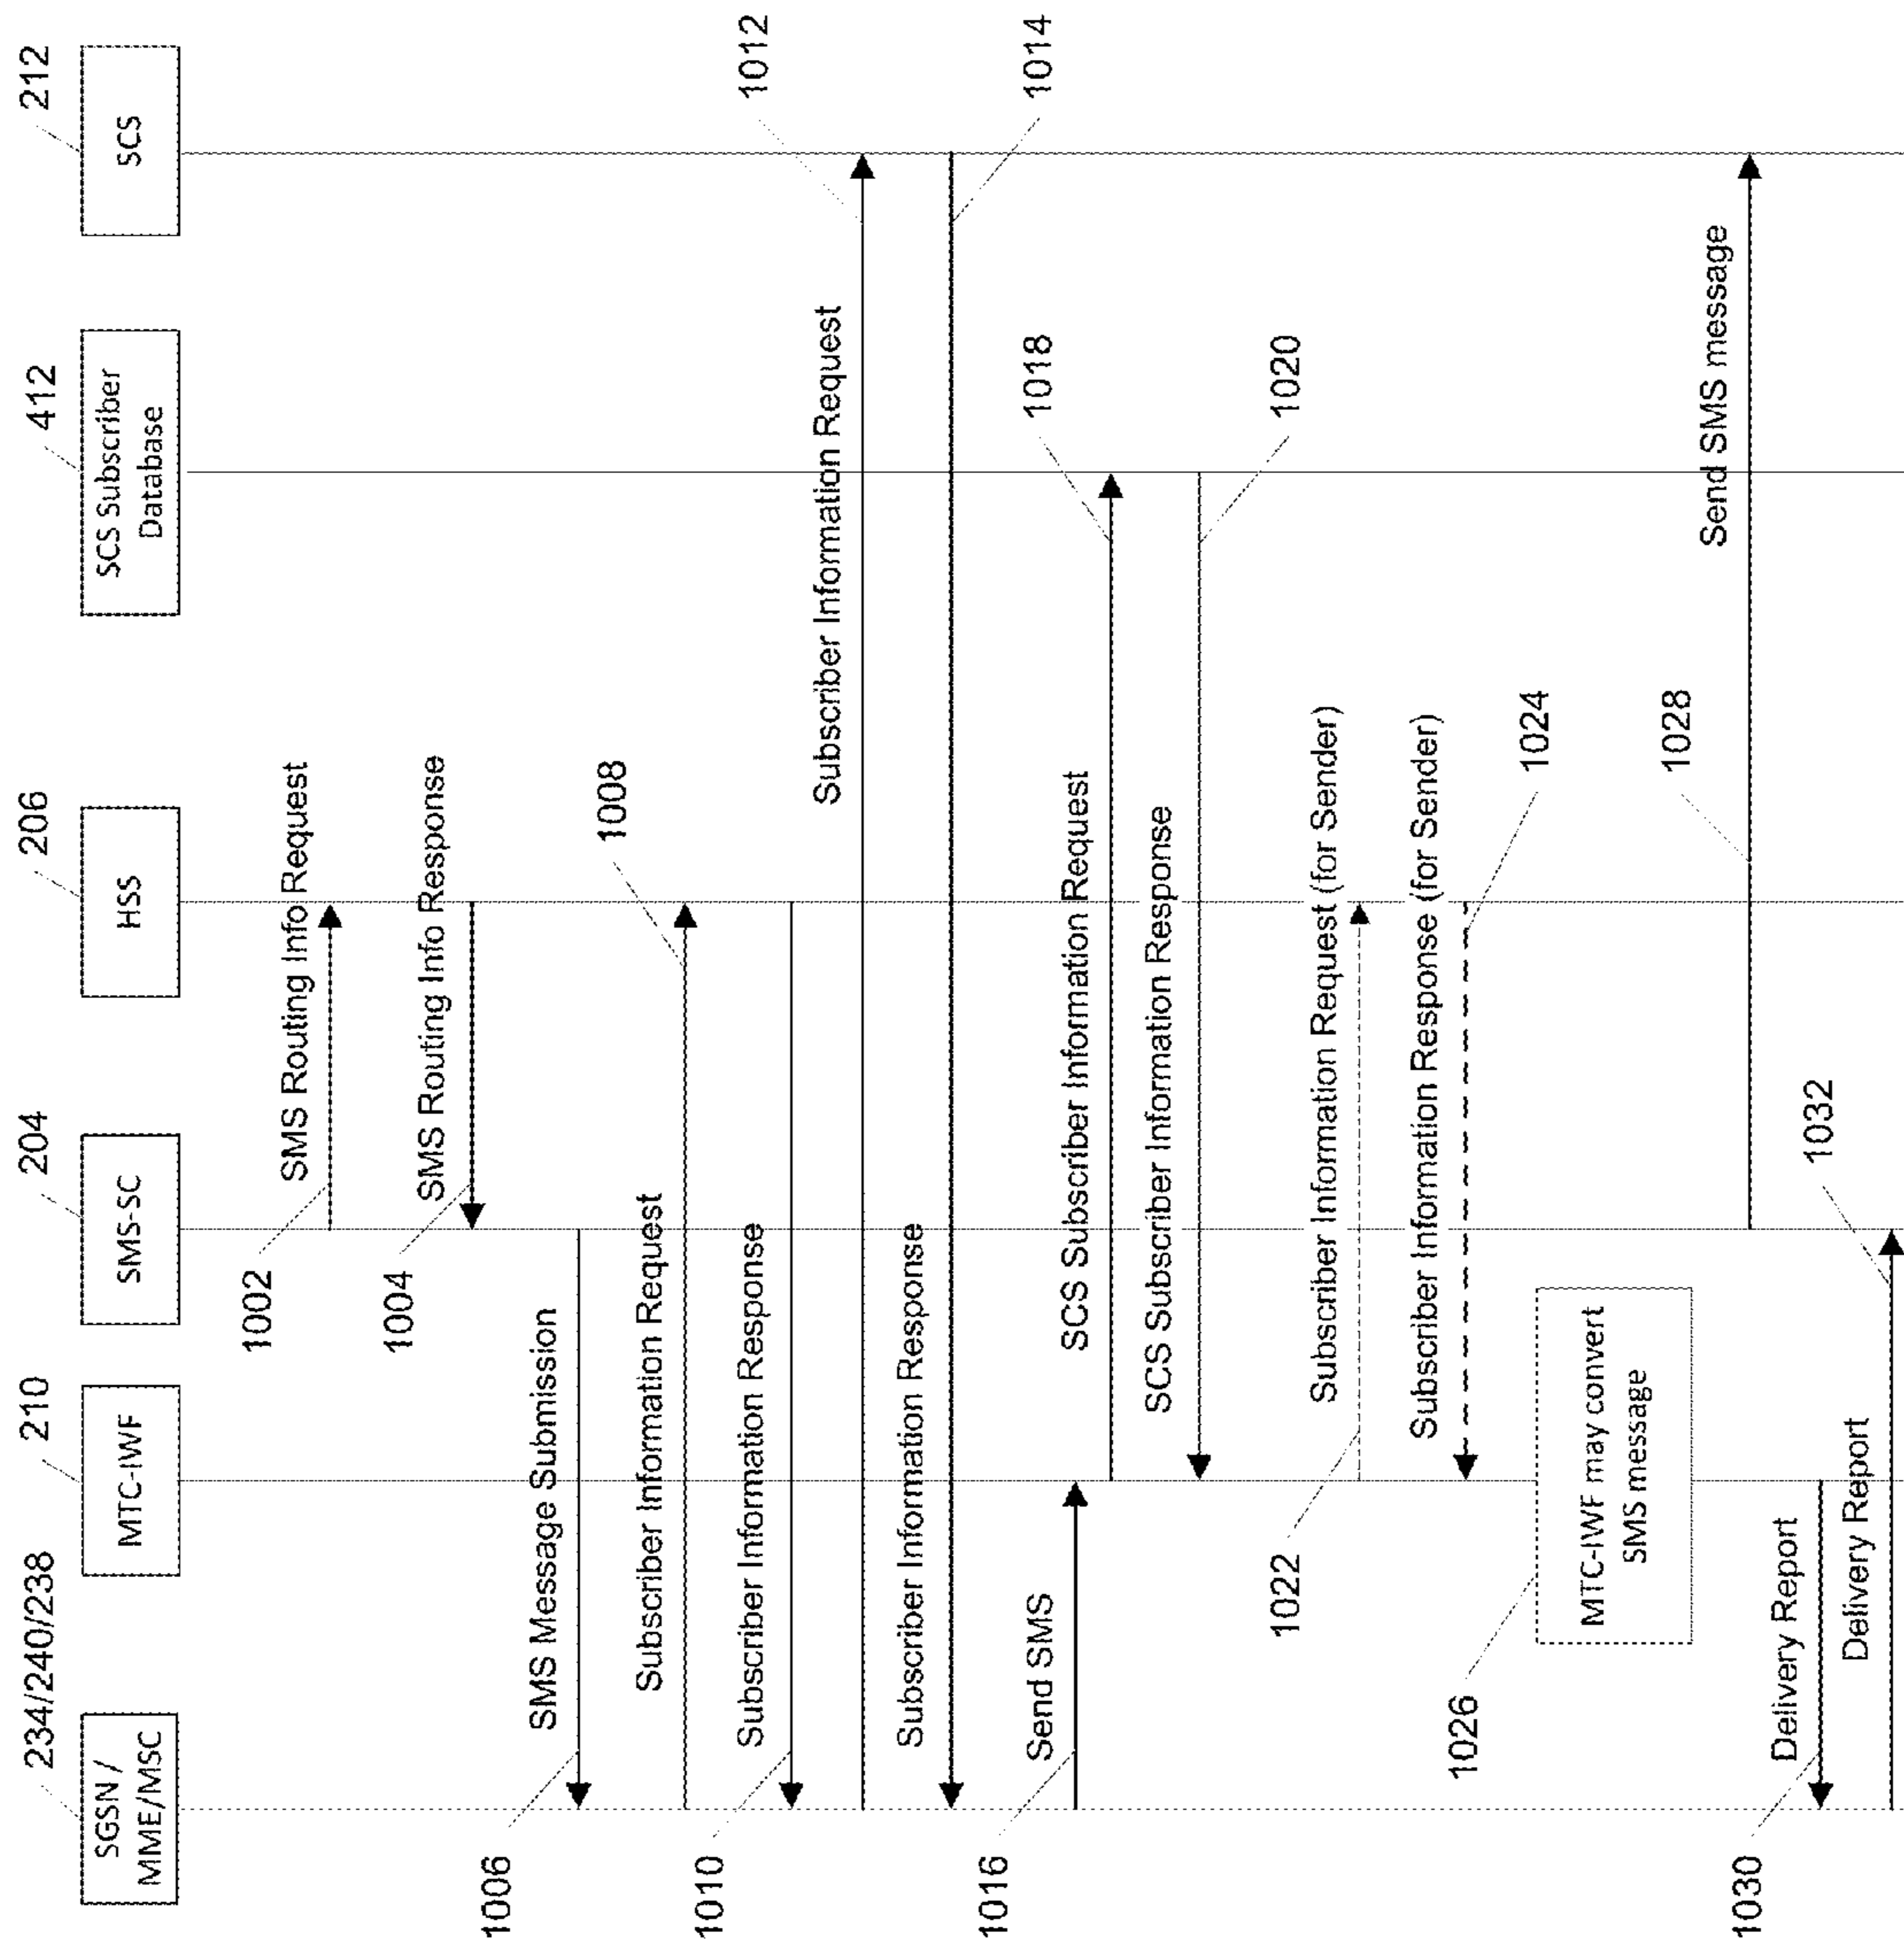 234/240/238
210
204
206
412
212
SGSN /
MME/MSC
MTC-IWF
SMS-SC
HSS
SCS Subscriber
Database
SCS
SMS Routing Info Request
1002
SMS Routing Info Response
1004
SMS Message Submission
1006
Subscriber Information Request
1008
Subscriber Information Response
1010
Subscriber Information Request
1012
Subscriber Information Response
1014
Send SMS
1016
SCS Subscriber Information Request
1018
SCS Subscriber Information Response
1020
Subscriber Information Request (for Sender)
1022
Subscriber Information Response (for Sender)
1024
MTC-IWF may convert
SMS message
1026
Send SMS message
1028
Delivery Report
1030
Delivery Report
1032